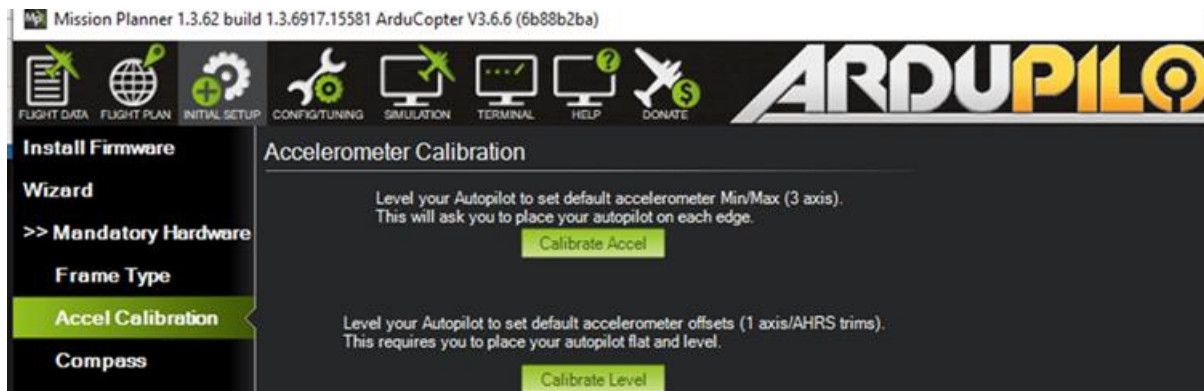 Mission Planner 1.3.62 build 1.3.6917.15581 ArduCopter V3.6.6 (6b88b2ba)
FLIGHT DATA FLIGHT PLAN INITIAL SETUP CONFIG/TUNING SIMULATION TERMINAL HELP DONATE
ARDUPILO
Install Firmware
Wizard
>> Mandatory Hardware
Frame Type
Accel Calibration
Compass
Accelerometer Calibration
Level your Autopilot to set default accelerometer Min/Max (3 axis).
This will ask you to place your autopilot on each edge.
Calibrate Accel
Level your Autopilot to set default accelerometer offsets (1 axis/AHRS trims).
This requires you to place your autopilot flat and level.
Calibrate Level